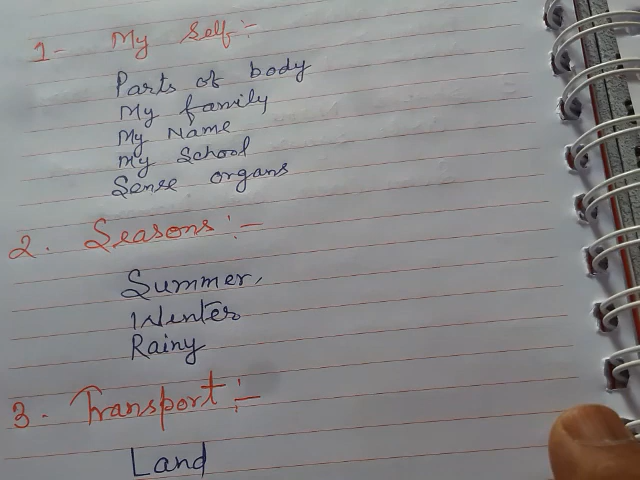 1- My Self:-
Parts of body
My family
My Name
My School
Sense organs
2. Seasons:-
Summer,
Winter
Rainy
3. Transport:-
Land